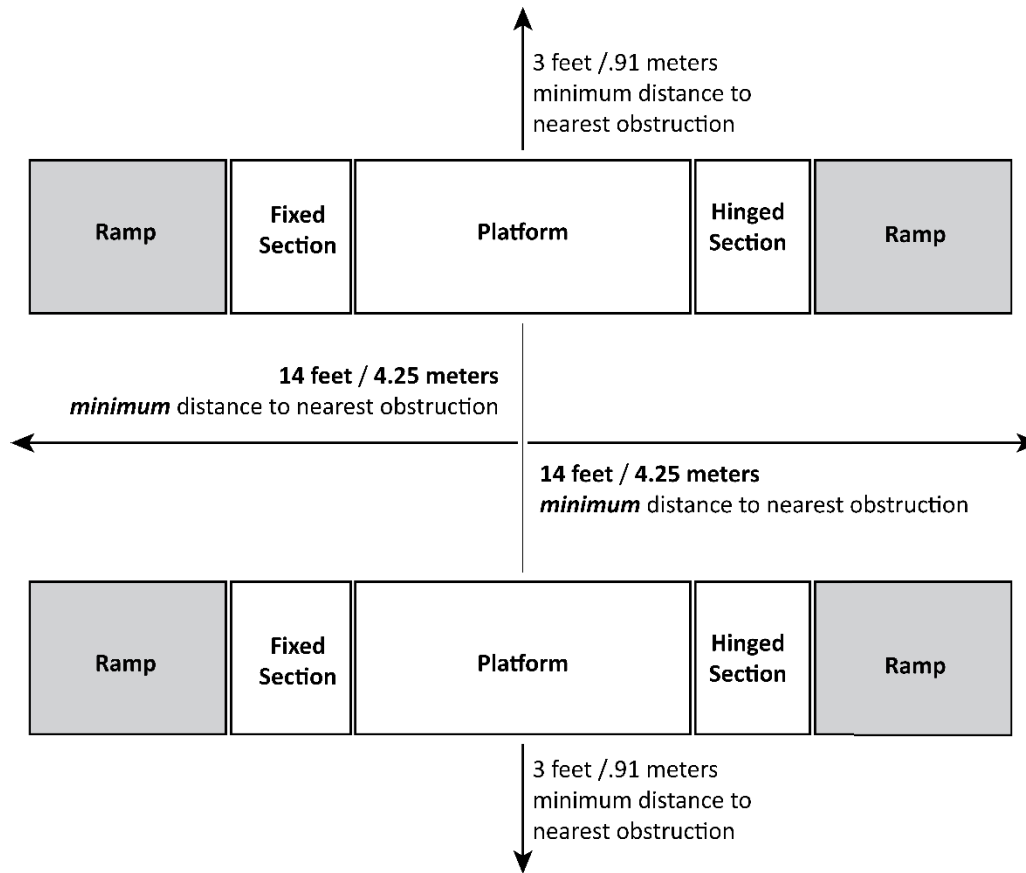 3 feet /.91 meters
minimum distance to
nearest obstruction
Ramp
Fixed
Section
Platform
Hinged
Section
Ramp
14 feet / 4.25 meters
minimum distance to nearest obstruction
14 feet / 4.25 meters
minimum distance to nearest obstruction
Ramp
Fixed
Section
Platform
Hinged
Section
Ramp
3 feet /.91 meters
minimum distance to
nearest obstruction